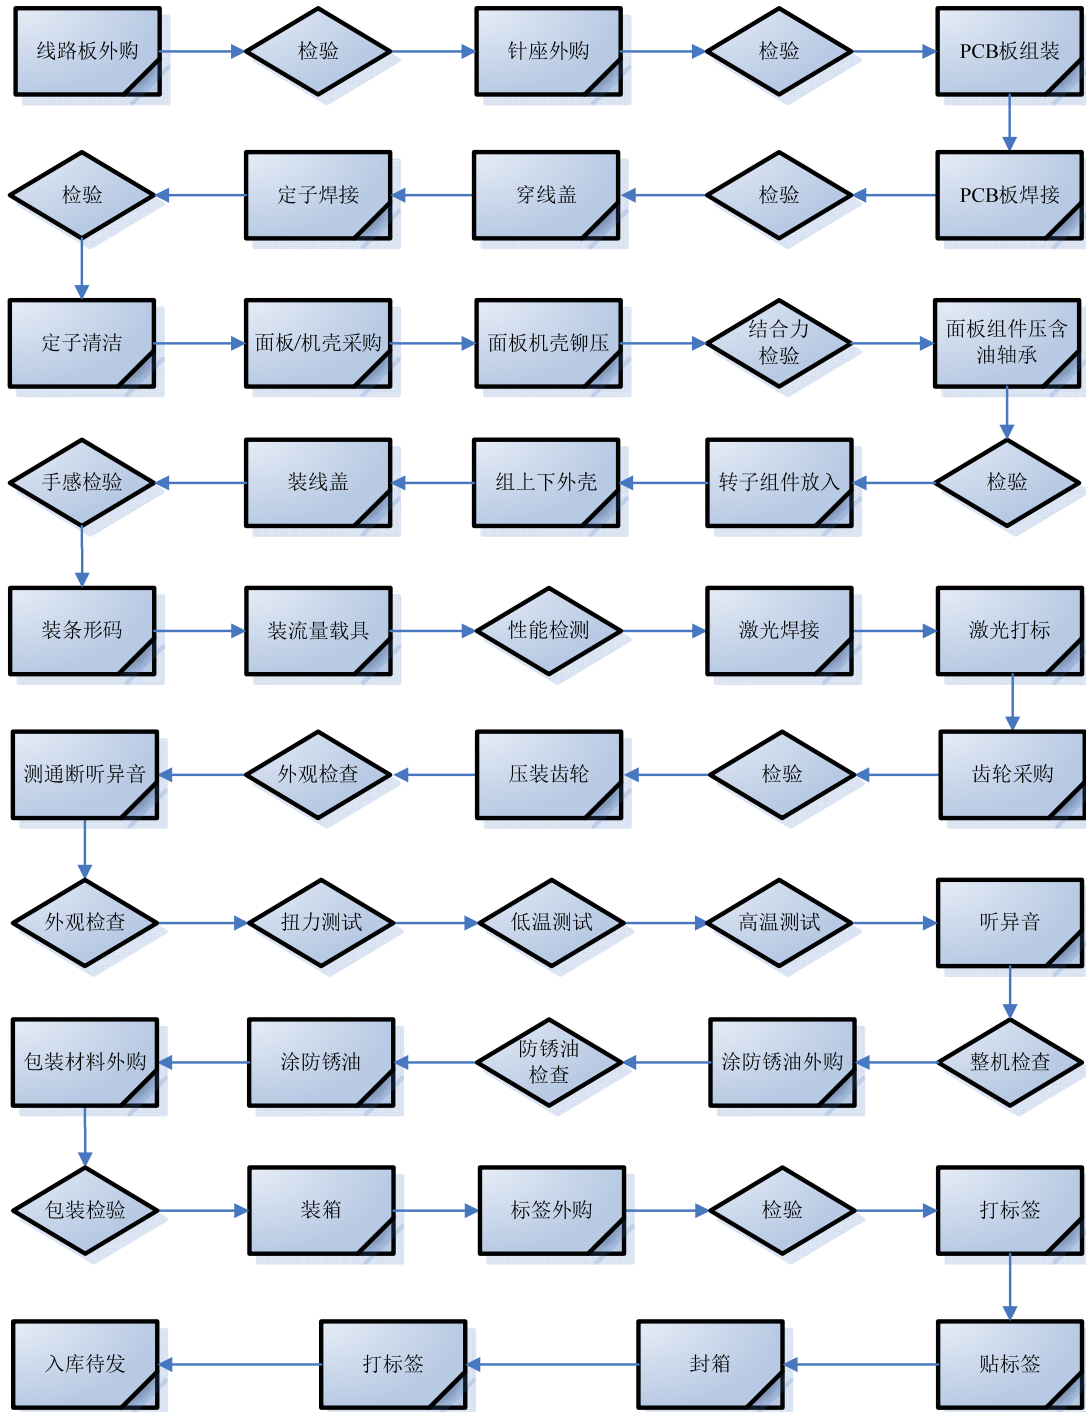 线路板外购
检验
针座外购
检验
PCB板组装
检验
定子焊接
穿线盖
检验
PCB板焊接
定子清洁
面板/机壳采购
面板机壳铆压
结合力
检验
面板组件压含
油轴承
手感检验
装线盖
组上下外壳
转子组件放入
检验
装条形码
装流量载具
性能检测
激光焊接
激光打标
测通断听异音
外观检查
压装齿轮
检验
齿轮采购
外观检查
扭力测试
低温测试
高温测试
听异音
包装材料外购
涂防锈油
防锈油
检查
涂防锈油外购
整机检查
包装检验
装箱
标签外购
检验
打标签
入库待发
打标签
封箱
贴标签